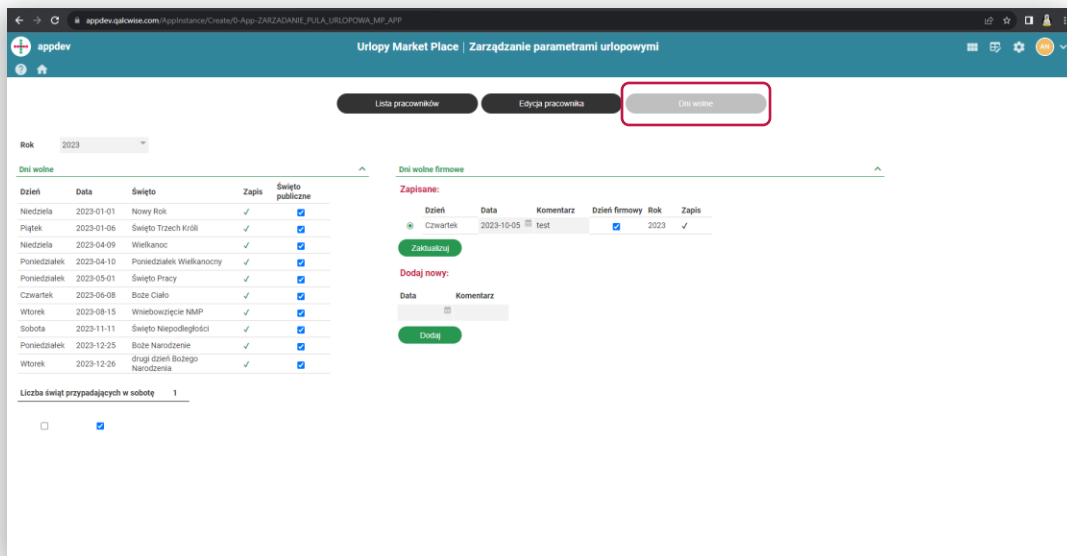 appdev.qalcwise.com/AppInstance/Create/0-App-ZARZADANIE_PULA_URLOPOWA_MP_APP
appdev
Urlopy Market Place | Zarządzanie parametrami urlopowymi
AN
Lista pracowników Edycja pracownika Dni wolne
Rok 2023
Dni wolne
Dzień Data Święto Zapis Święto publiczne
Niedziela 2023-01-01 Nowy Rok ✓
Piątek 2023-01-06 Święto Trzech Króli ✓
Niedziela 2023-04-09 Wielkanoc ✓
Poniedziałek 2023-04-10 Poniedziałek Wielkanocny ✓
Poniedziałek 2023-05-01 Święto Pracy ✓
Czwartek 2023-06-08 Boże Ciało ✓
Wtorek 2023-08-15 Wniebowzięcie NMP ✓
Sobota 2023-11-11 Święto Niepodległości ✓
Poniedziałek 2023-12-25 Boże Narodzenie ✓
Wtorek 2023-12-26 drugi dzień Bożego Narodzenia ✓
Liczba świąt przypadających w sobotę 1
Dni wolne firmowe
Zapisane:
Dzień Data Komentarz Dzień firmowy Rok Zapis
Czwartek 2023-10-05 test 2023 ✓
Zaktualizuj
Dodaj nowy:
Data Komentarz
Dodaj